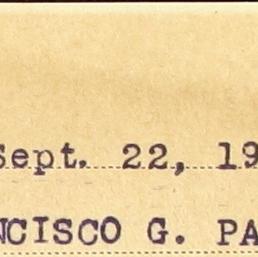 Sept. 22, 19
NCISCO G. PA